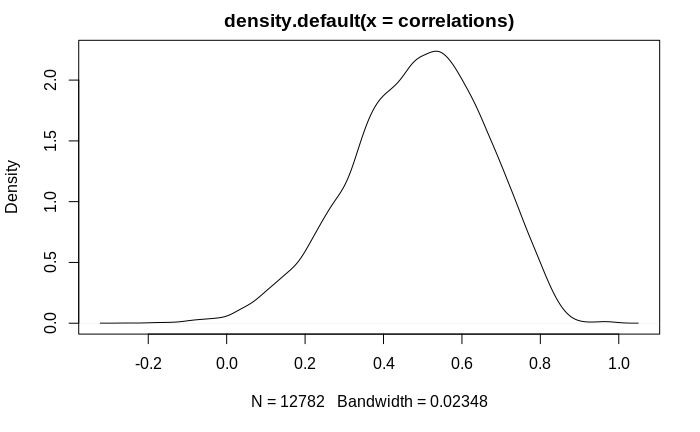 density.default(x = correlations)
Density
2.0
1.5
1.0
0.5
0.0
-0.2 0.0 0.2 0.4 0.6 0.8 1.0
N = 12782 Bandwidth = 0.02348